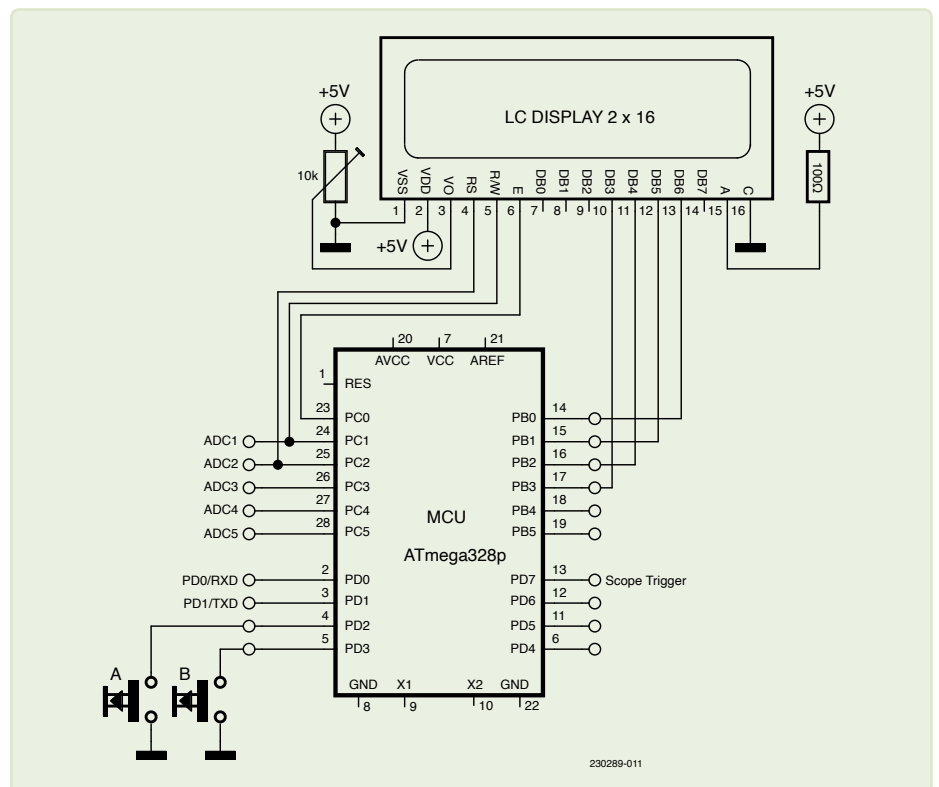 +5V
+5V
LC DISPLAY 2 x 16
10k
100Ω
VSS VDD VO RS R/W E DB0 DB1 DB2 DB3 DB4 DB5 DB6 DB7 A C
1 2 3 4 5 6 7 8 9 10 11 12 13 14 15 16
+5V
20 7 21
AVCC VCC AREF
1 RES
23 PC0 PB0 14
ADC1 24 PC1 PB1 15
ADC2 25 PC2 PB2 16
ADC3 26 PC3 PB3 17
ADC4 27 PC4 PB4 18
ADC5 28 PC5 PB5 19
MCU
ATmega328p
PD0/RXD 2 PD0 PD7 13 Scope Trigger
PD1/TXD 3 PD1 PD6 12
4 PD2 PD5 11
5 PD3 PD4 6
A B
GND X1 X2 GND
8 9 10 22
230289-011